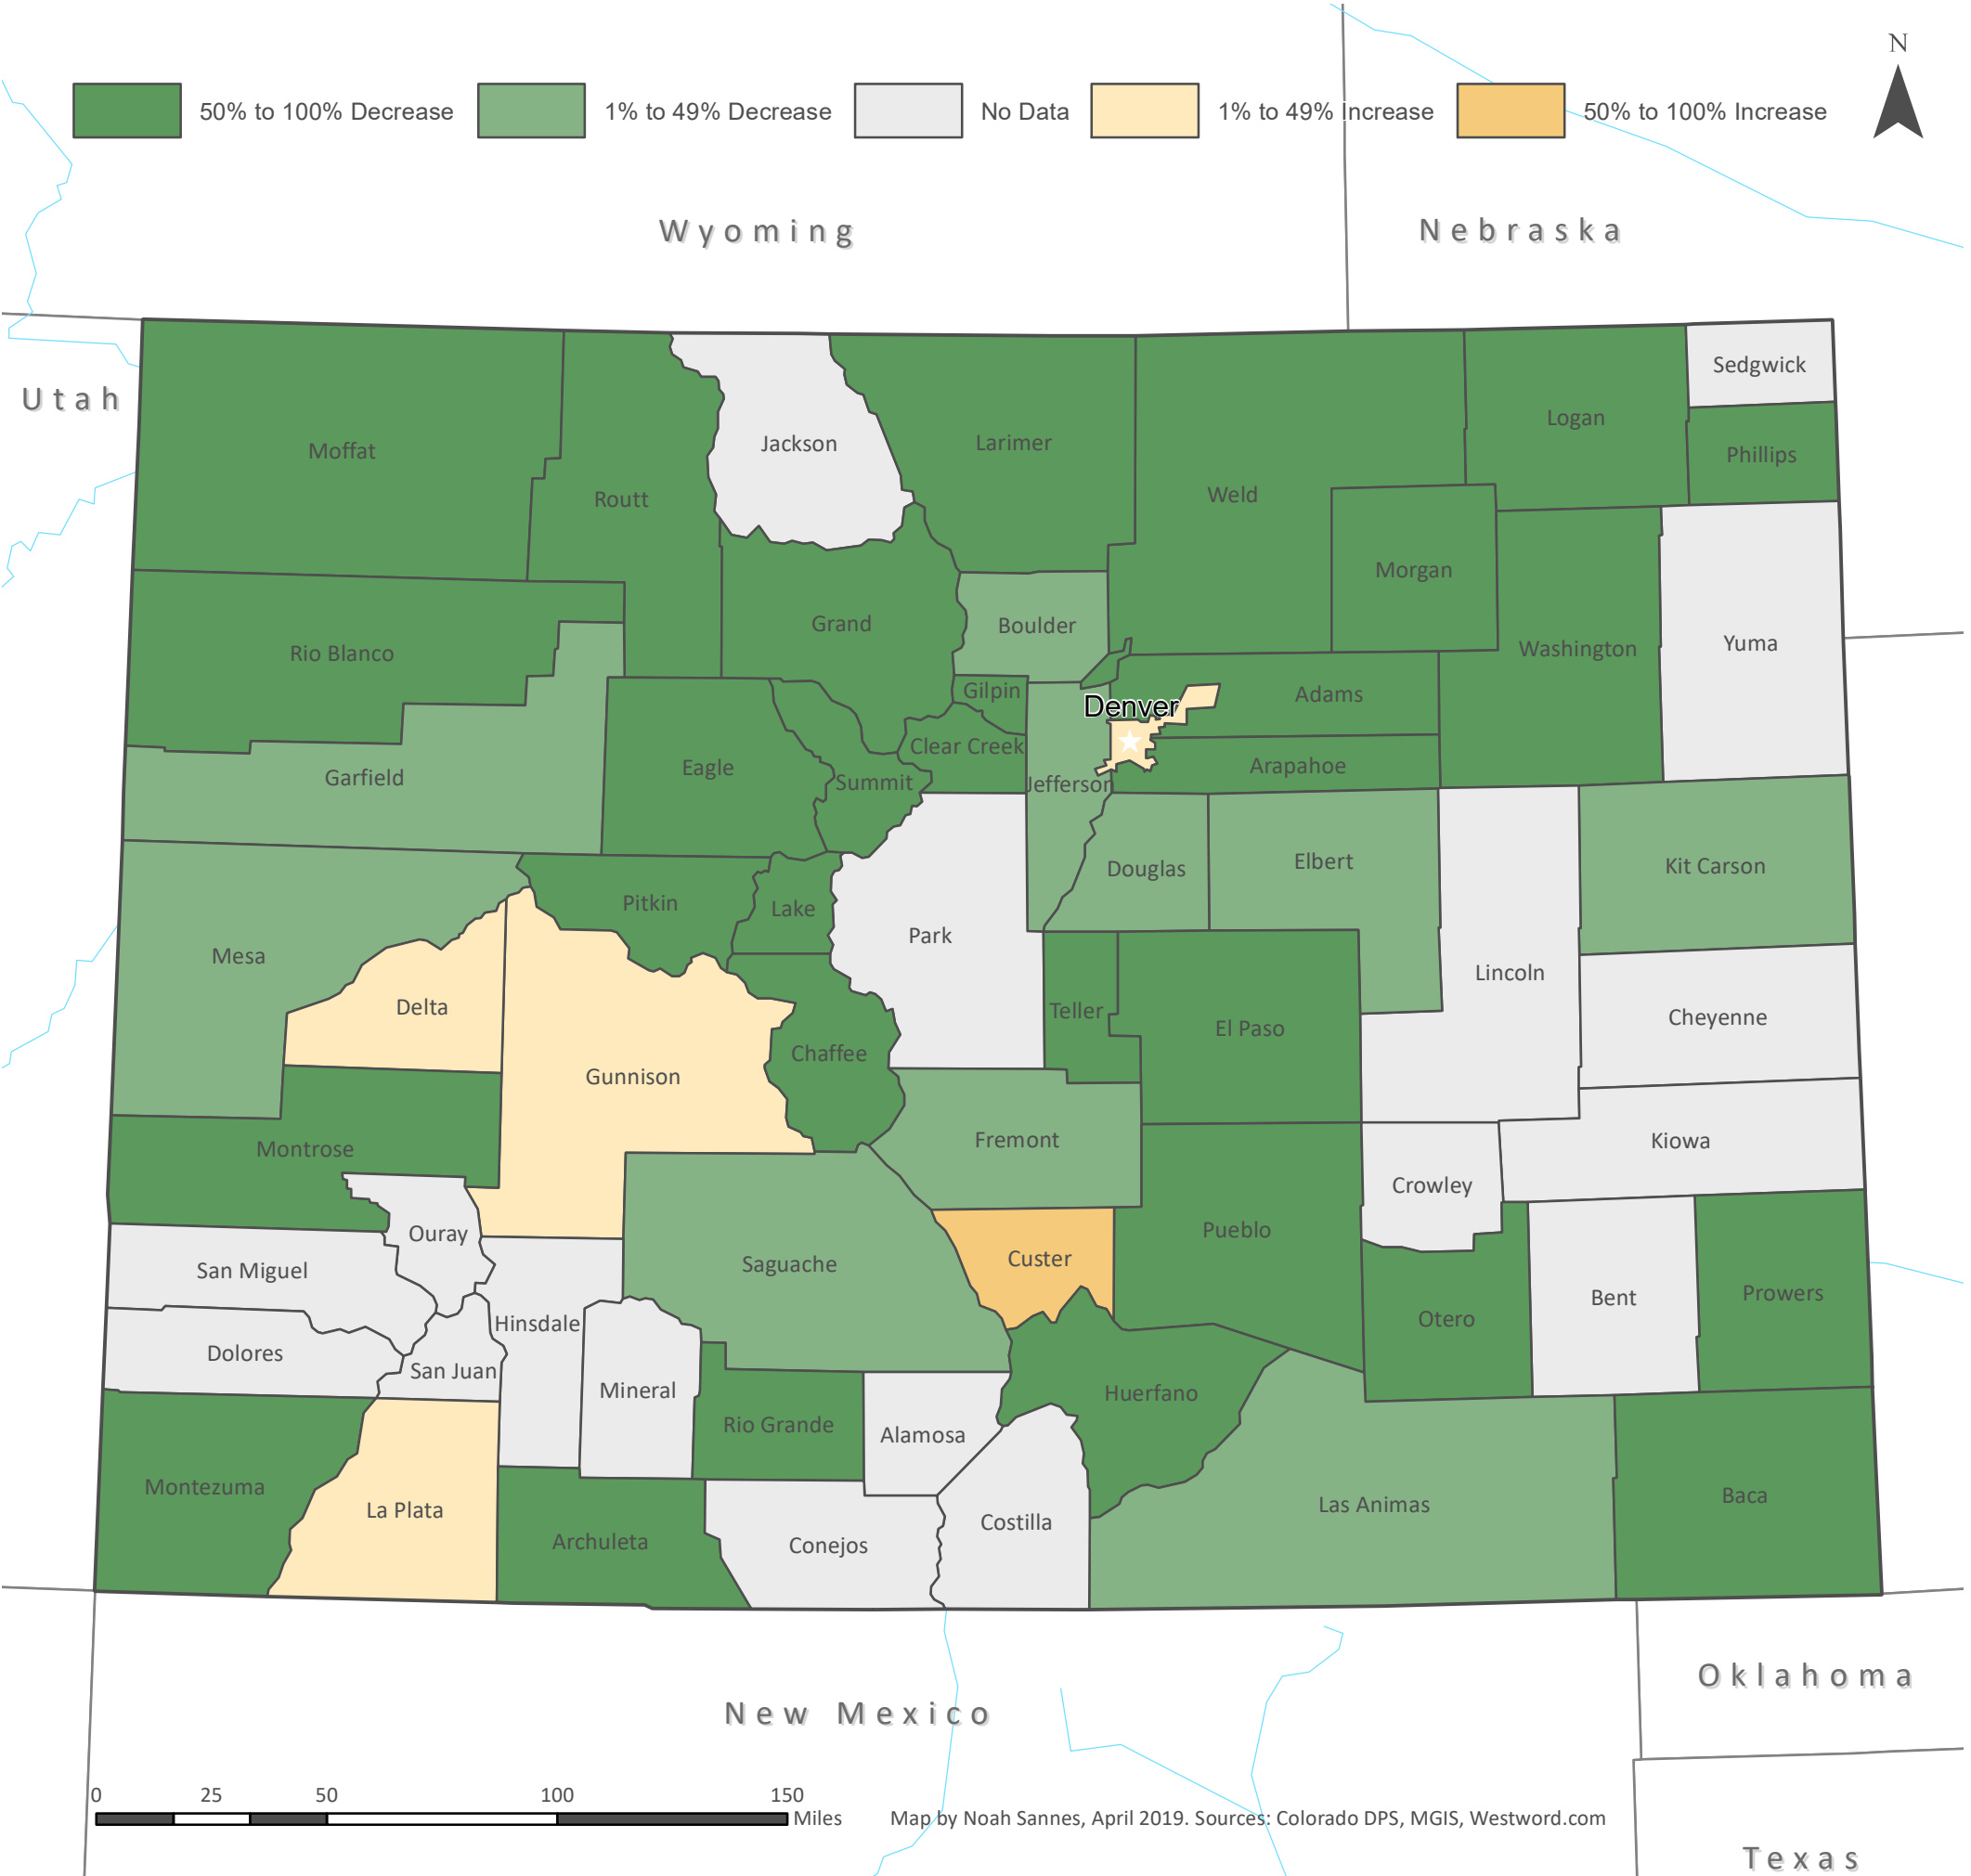 N
50% to 100% Decrease
1% to 49% Decrease
No Data
1% to 49% Increase
50% to 100% Increase
Wyoming
Nebraska
Utah
Sedgwick
Logan
Jackson
Larimer
Moffat
Phillips
Weld
Routt
Morgan
Grand
Boulder
Washington
Yuma
Rio Blanco
Gilpin
Adams
Denver
Clear Creek
Arapahoe
Eagle
Garfield
Summit
Jefferson
Elbert
Kit Carson
Douglas
Pitkin
Lake
Park
Mesa
Lincoln
Delta
Teller
Cheyenne
El Paso
Chaffee
Gunnison
Fremont
Kiowa
Montrose
Crowley
Pueblo
Ouray
Custer
Saguache
San Miguel
Prowers
Bent
Otero
Hinsdale
Dolores
San Juan
Mineral
Huerfano
Rio Grande
Alamosa
Montezuma
Baca
Las Animas
La Plata
Costilla
Archuleta
Conejos
Oklahoma
New Mexico
0 25 50 100 150
Miles
Map by Noah Sannes, April 2019. Sources: Colorado DPS, MGIS, Westword.com
Texas